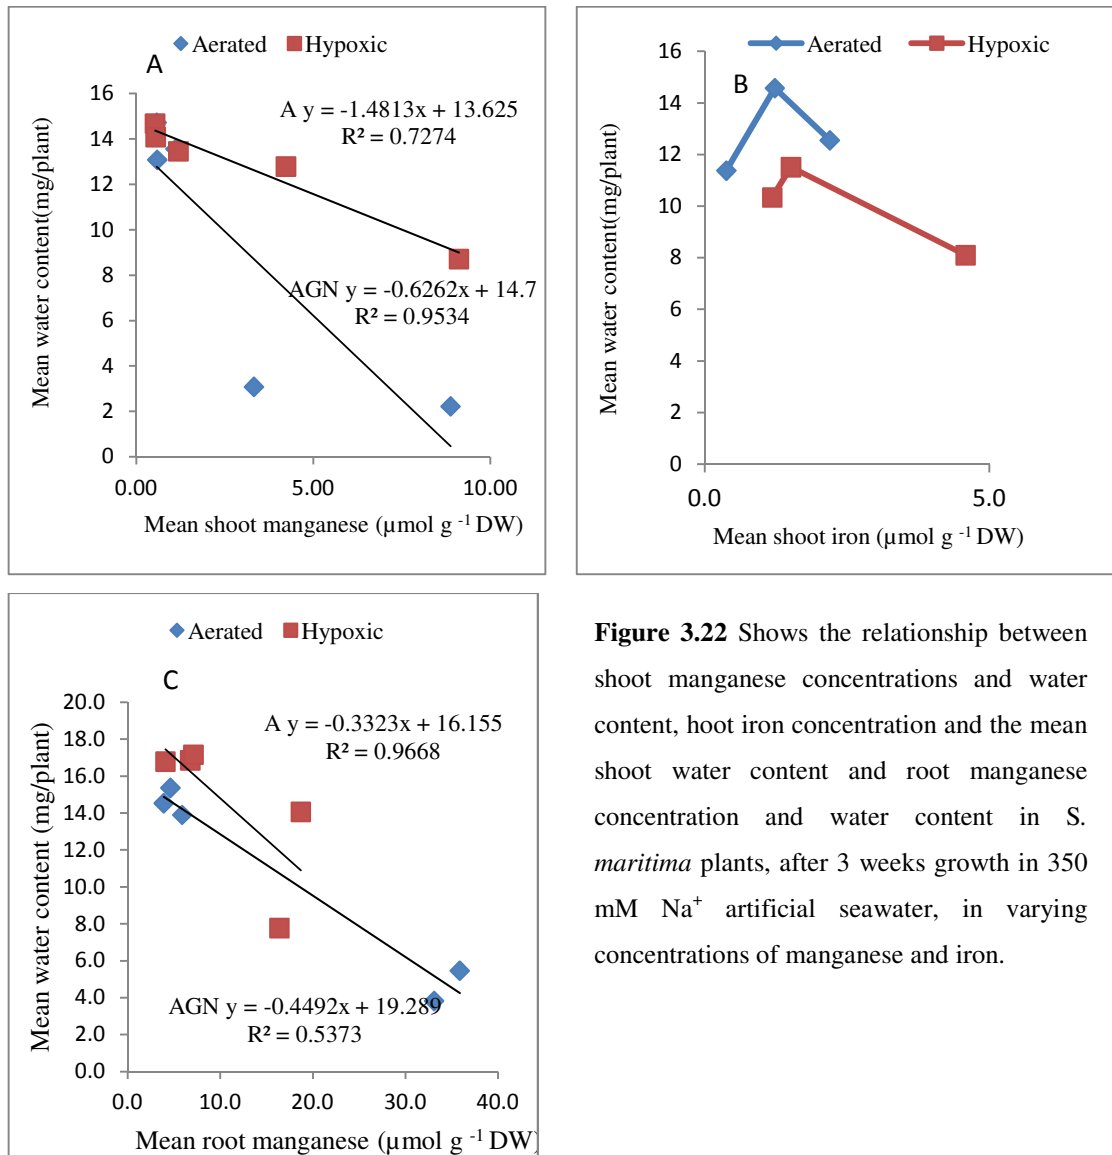 Aerated Hypoxic
A
A y = -1.4813x + 13.625
R² = 0.7274
AGN y = -0.6262x + 14.7
R² = 0.9534
16
14
12
10
8
6
4
2
0
0.00 5.00 10.00
Mean water content(mg/plant)
Mean shoot manganese (µmol g -1 DW)
Aerated Hypoxic
B
16
14
12
10
8
6
4
2
0
0.0 5.0
Mean water content(mg/plant)
Mean shoot iron (µmol g -1 DW)
Aerated Hypoxic
C
A y = -0.3323x + 16.155
R² = 0.9668
AGN y = -0.4492x + 19.289
R² = 0.5373
20.0
18.0
16.0
14.0
12.0
10.0
8.0
6.0
4.0
2.0
0.0
0.0 10.0 20.0 30.0 40.0
Mean water content (mg/plant)
Mean root manganese (µmol g -1 DW)
Figure 3.22 Shows the relationship between
shoot manganese concentrations and water
content, hoot iron concentration and the mean
shoot water content and root manganese
concentration and water content in S.
maritima plants, after 3 weeks growth in 350
mM Na+ artificial seawater, in varying
concentrations of manganese and iron.